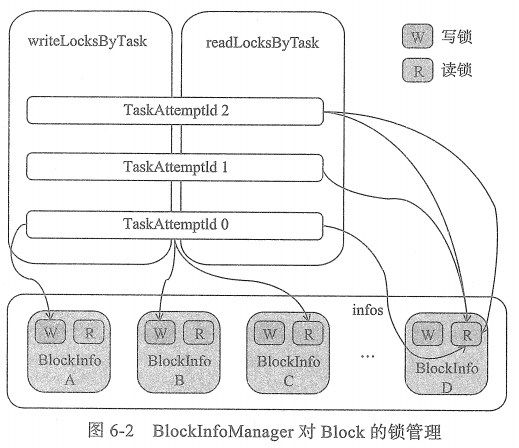 writeLocksByTask
readLocksByTask
W 写锁
R 读锁
TaskAttemptId 2
TaskAttemptId 1
TaskAttemptId 0
infos
W R
BlockInfo
A
W R
BlockInfo
B
W R
BlockInfo
C
...
W R
BlockInfo
D
图 6-2 BlockInfoManager 对 Block 的锁管理